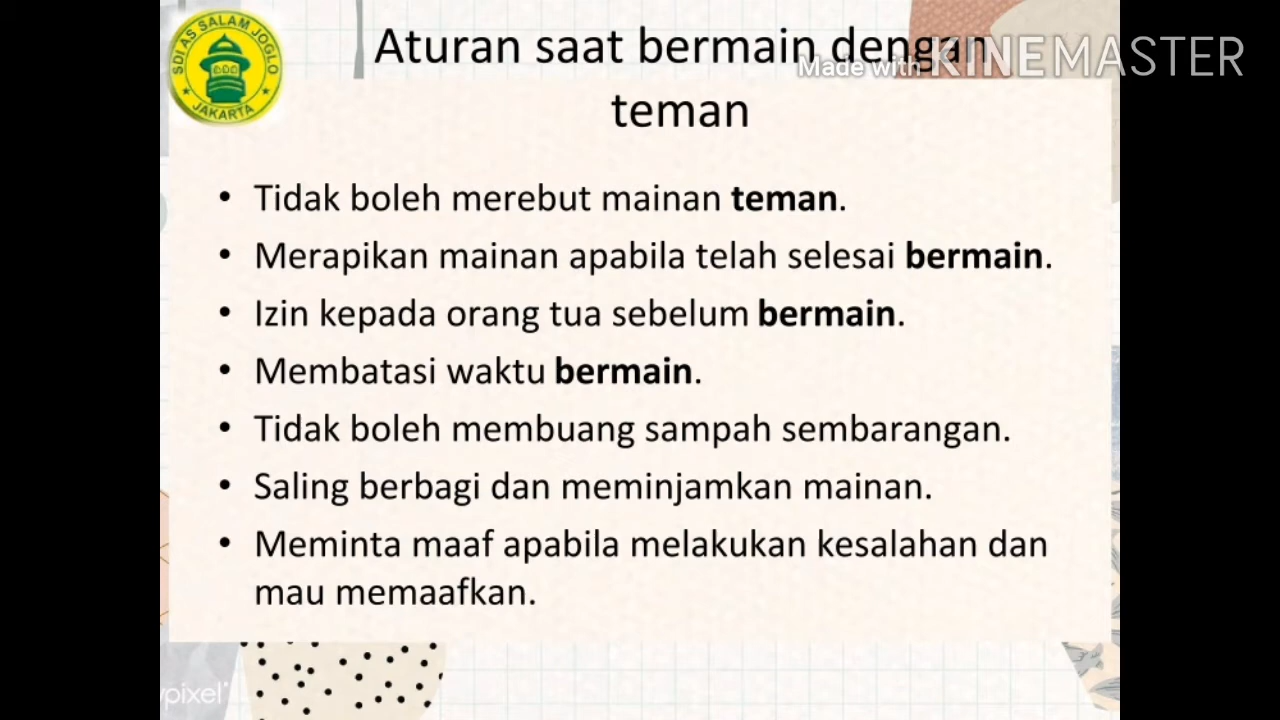 SDI AS SALAM JOGLO
JAKARTA
Aturan saat bermain dengan
Made with KINEMASTER
teman
• Tidak boleh merebut mainan teman.
• Merapikan mainan apabila telah selesai bermain.
• Izin kepada orang tua sebelum bermain.
• Membatasi waktu bermain.
• Tidak boleh membuang sampah sembarangan.
• Saling berbagi dan meminjamkan mainan.
• Meminta maaf apabila melakukan kesalahan dan
mau memaafkan.